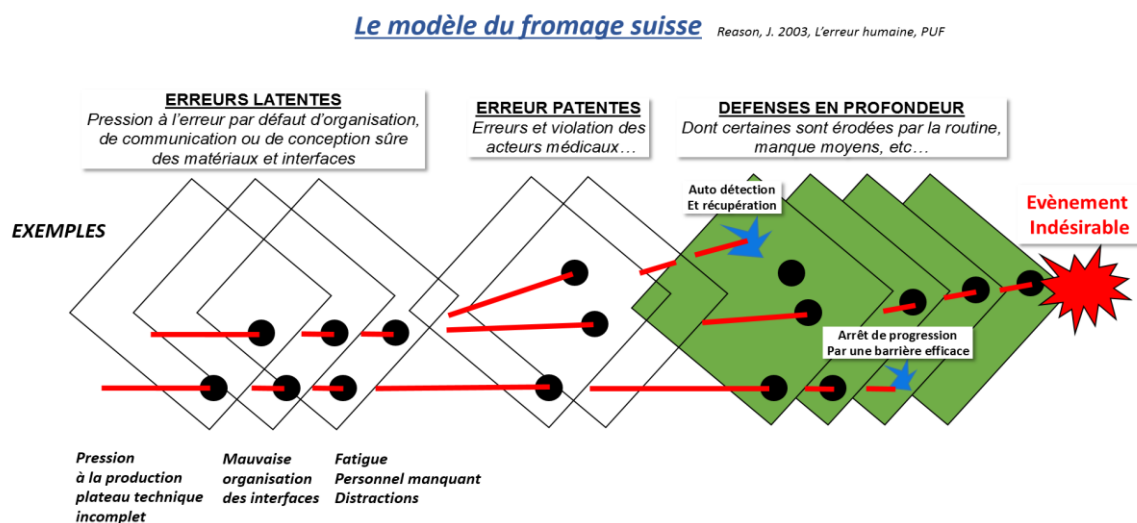 Le modèle du fromage suisse Reason, J. 2003, L'erreur humaine, PUF
ERREURS LATENTES
Pression à l'erreur par défaut d'organisation,
de communication ou de conception sûre
des matériaux et interfaces
ERREUR PATENTES
Erreurs et violation des
acteurs médicaux…
DEFENSES EN PROFONDEUR
Dont certaines sont érodées par la routine,
manque moyens, etc…
Auto détection
Et récupération
Evènement
Indésirable
EXEMPLES
Arrêt de progression
Par une barrière efficace
Pression
à la production
plateau technique
incomplet
Mauvaise
organisation
des interfaces
Fatigue
Personnel manquant
Distractions